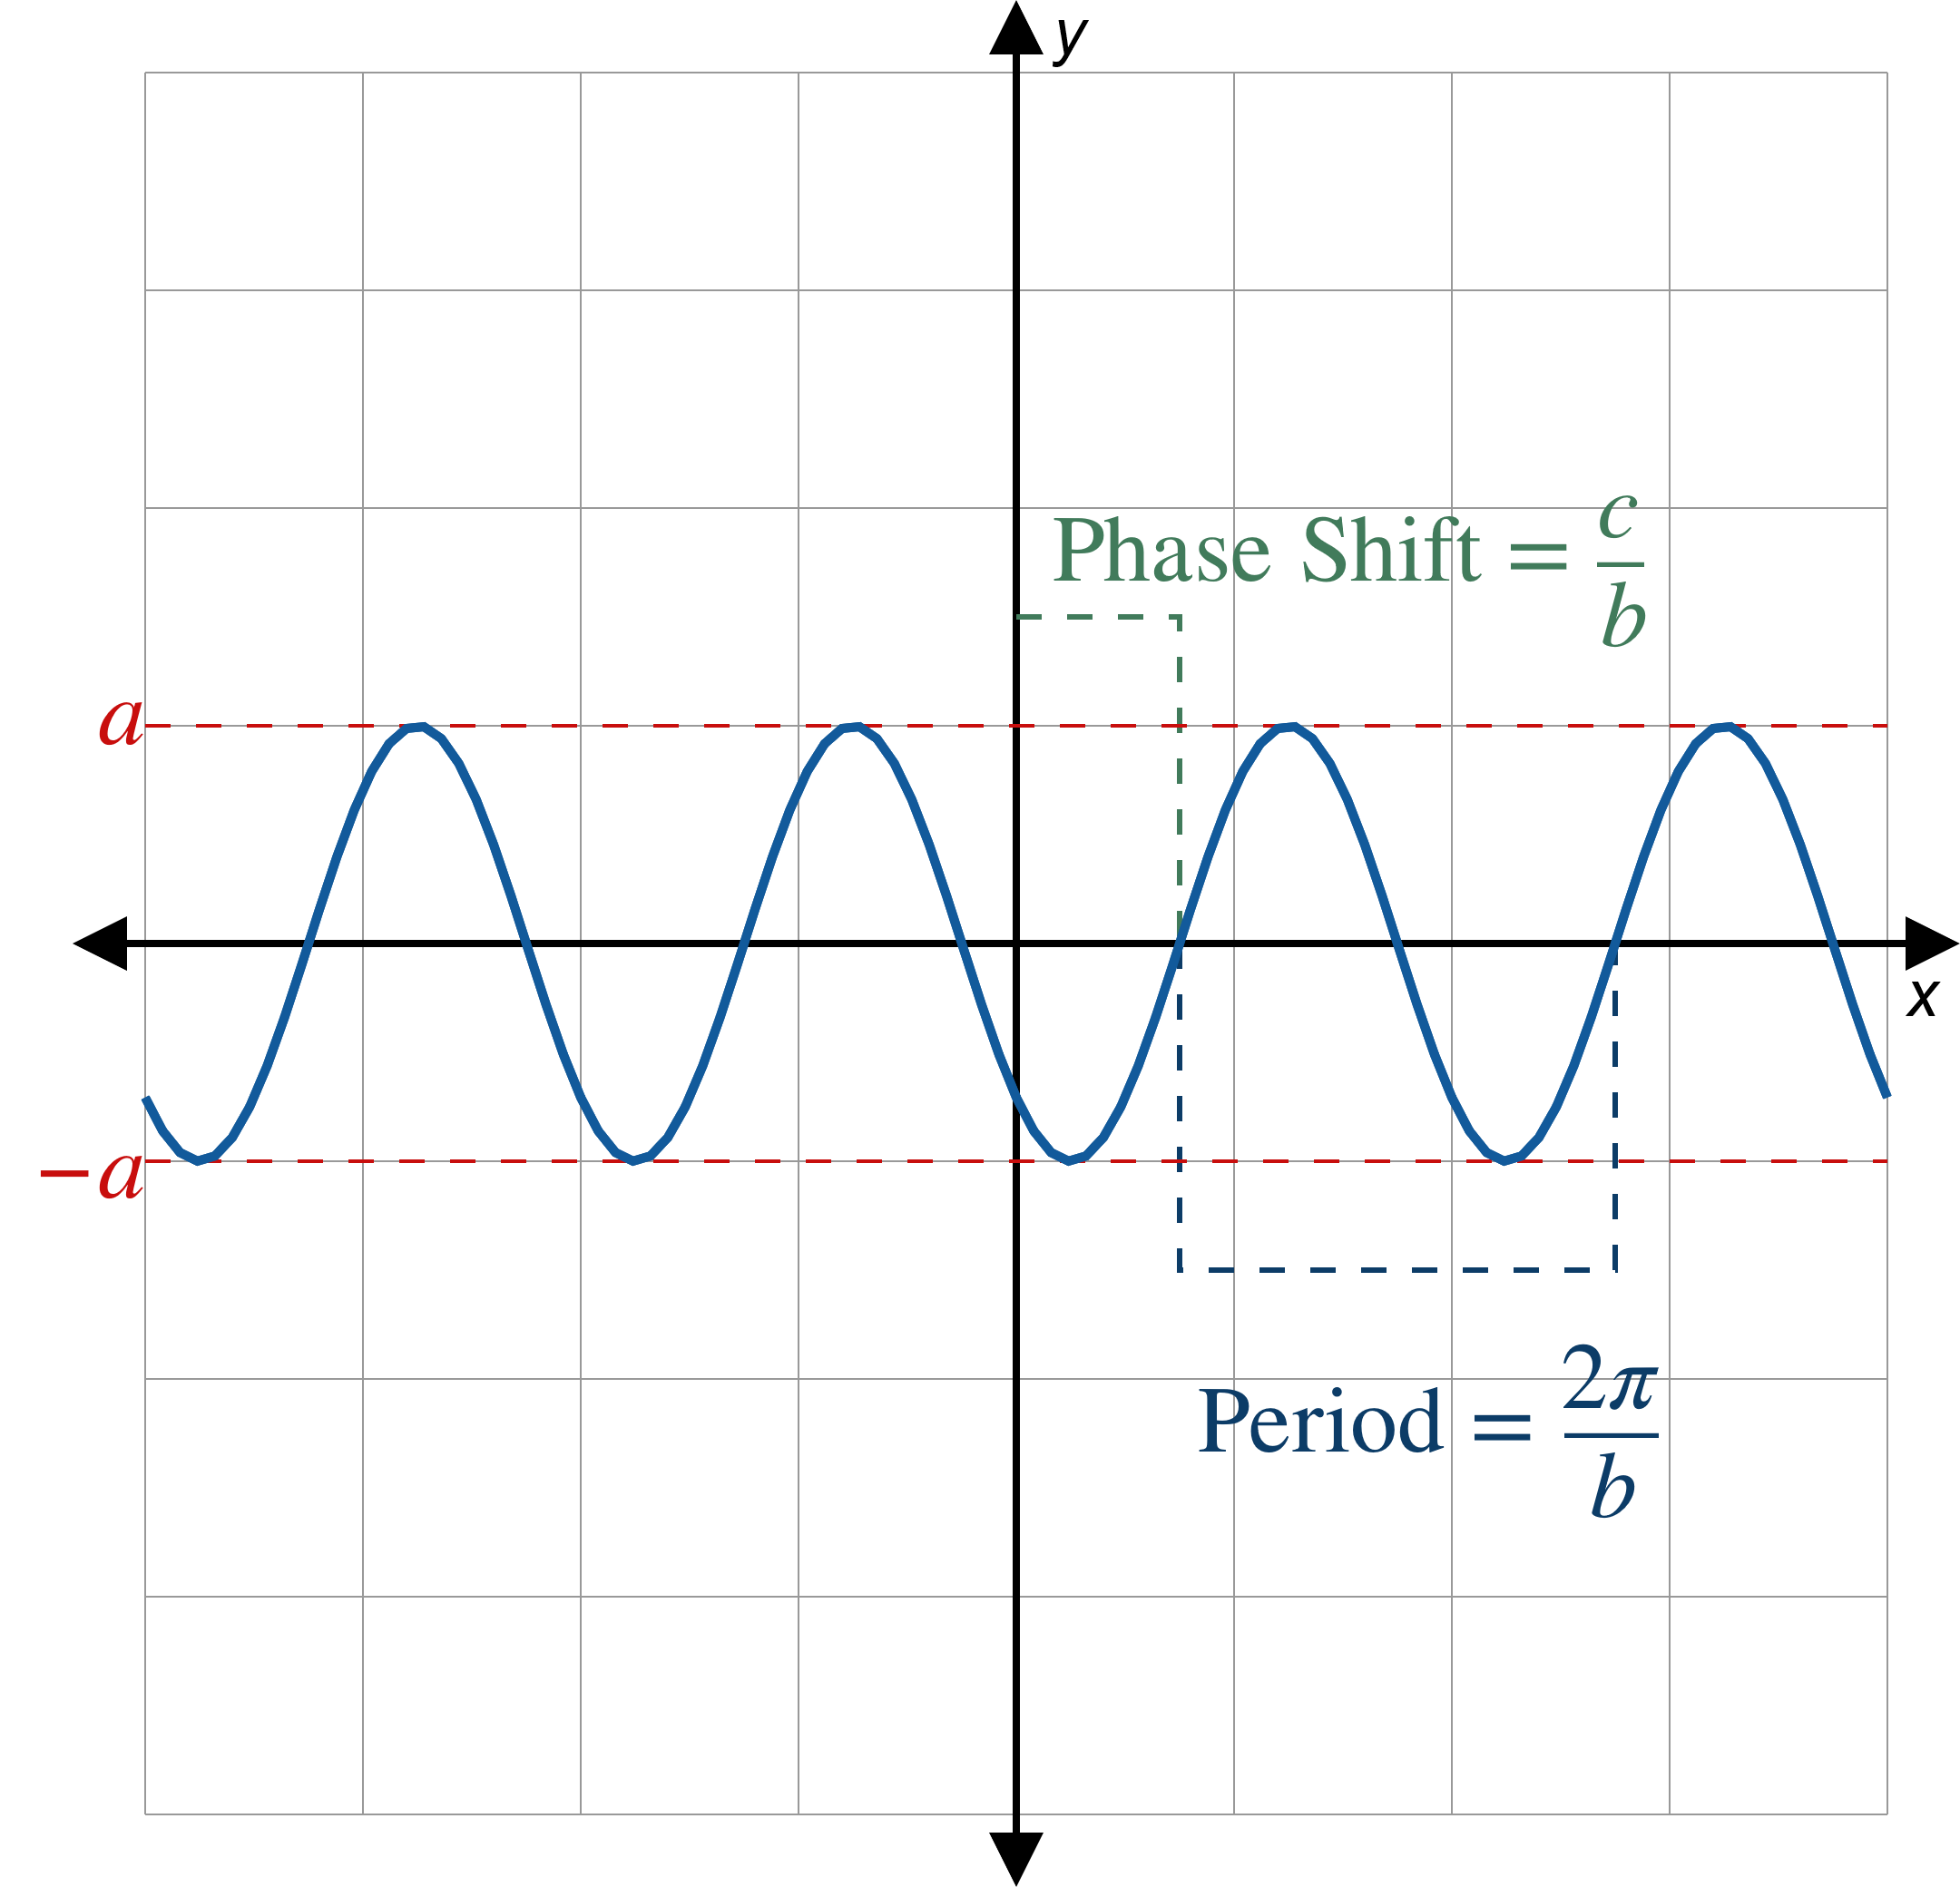 y
Phase Shift = c/b
a
x
−a
Period = 2π/b